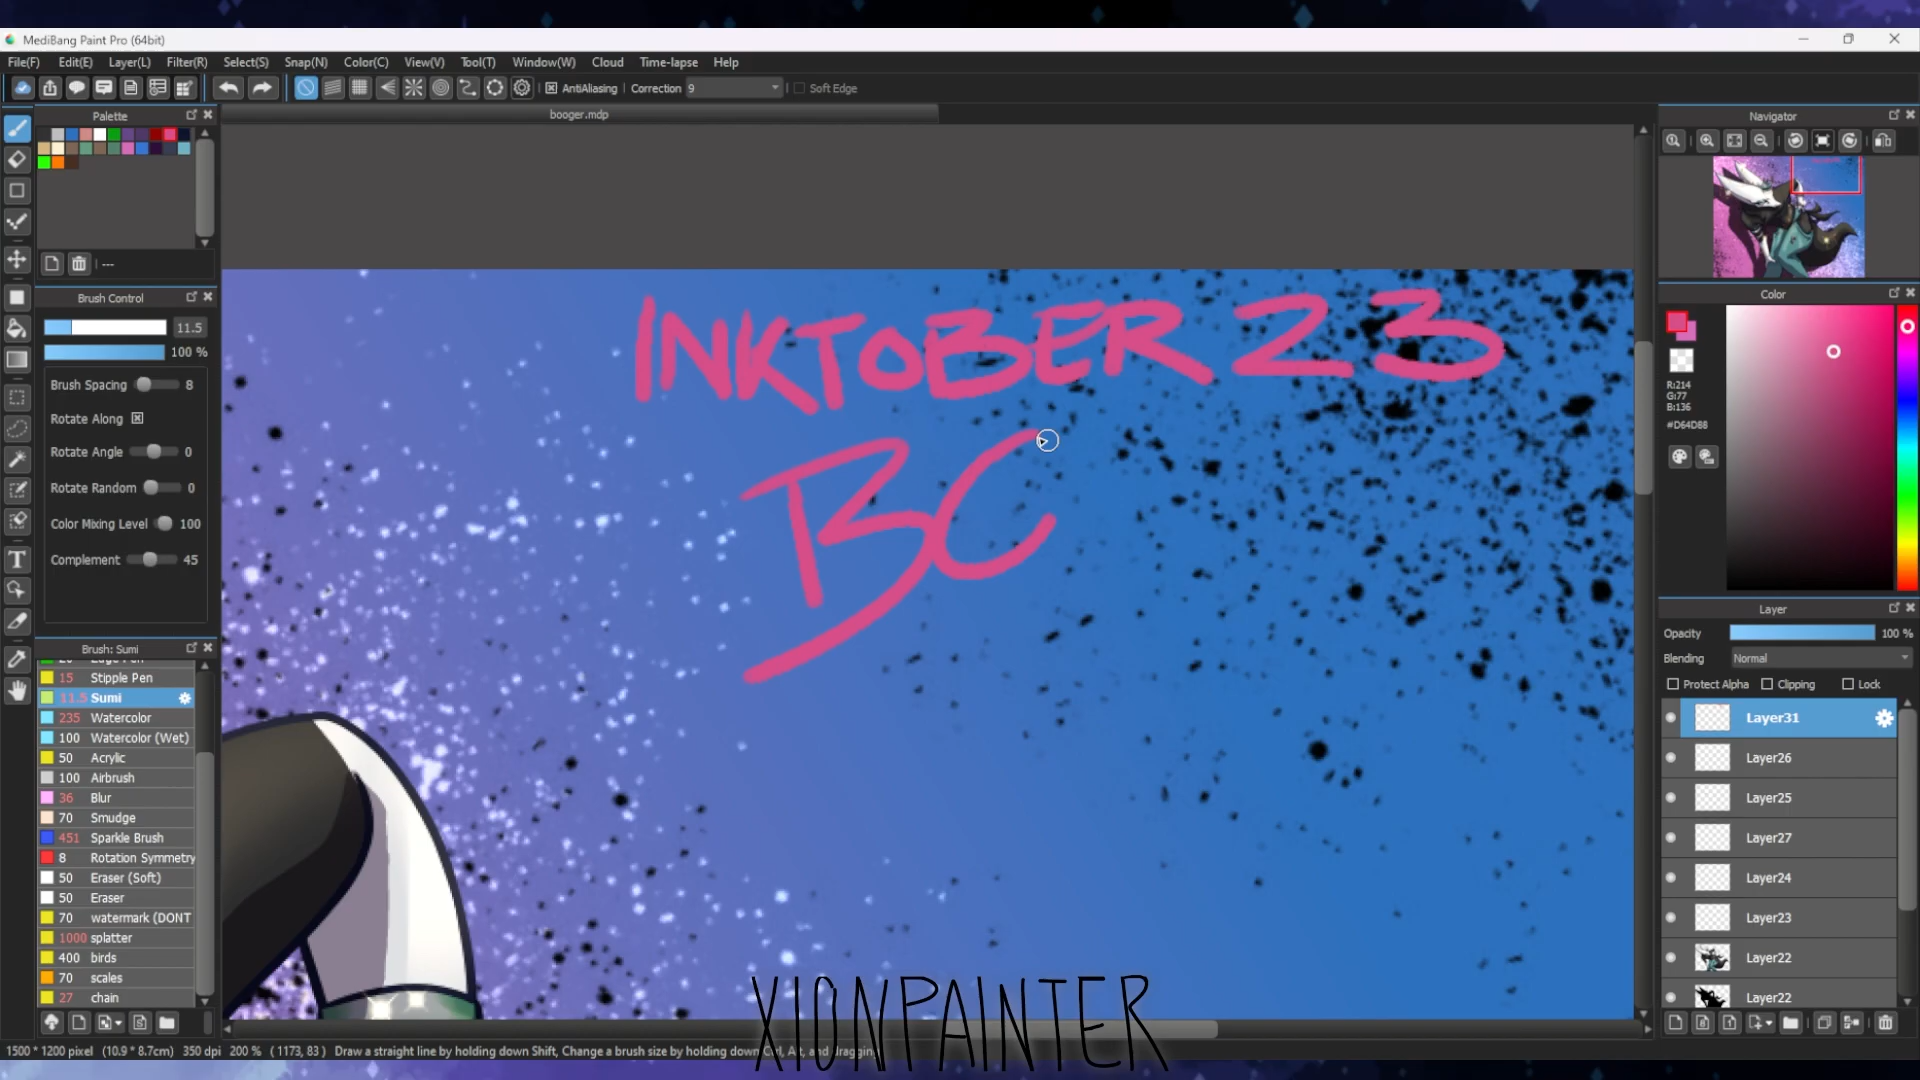 MediBang Paint Pro (64bit)
File(F) Edit(E) Layer(L) Filter(R) Select(S) Snap(N) Color(C) View(V) Tool(T) Window(W) Cloud Time-lapse Help
AntiAliasing Correction 9 Soft Edge
Palette
booger.mdp
Navigator
---
Brush Control
11.5
100 %
Brush Spacing 8
Rotate Along
Rotate Angle 0
Rotate Random 0
Color Mixing Level 100
Complement 45
Brush: Sumi
15 Stipple Pen
11.5 Sumi
235 Watercolor
100 Watercolor (Wet)
50 Acrylic
100 Airbrush
36 Blur
70 Smudge
451 Sparkle Brush
8 Rotation Symmetry
50 Eraser (Soft)
50 Eraser
70 watermark (DONT
1000 splatter
400 birds
70 scales
27 chain
INKTOBER 23
BC
XIONPAINTER
Color
R:214
G:77
B:136
#D64D88
Layer
Opacity 100 %
Blending Normal
Protect Alpha Clipping Lock
Layer31
Layer26
Layer25
Layer27
Layer24
Layer23
Layer22
Layer22
1500 * 1200 pixel (10.9 * 8.7cm) 350 dpi 200 % ( 1173, 83 ) Draw a straight line by holding down Shift, Change a brush size by holding down Ctrl, Alt, and dragging